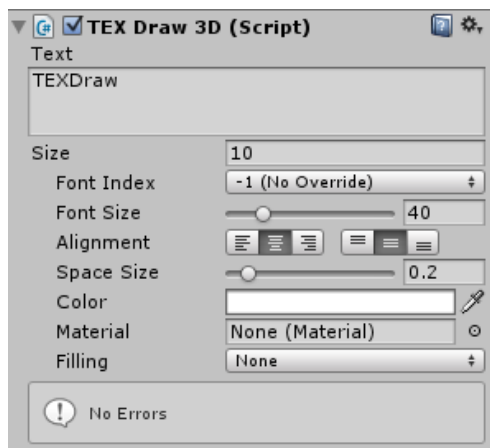 TEX Draw 3D (Script)
Text
TEXDraw
Size 10
Font Index -1 (No Override)
Font Size 40
Alignment
Space Size 0.2
Color
Material None (Material)
Filling None
No Errors